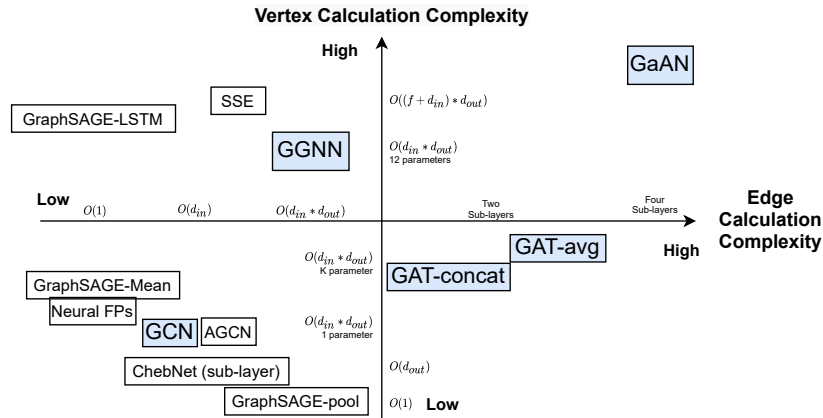 Vertex Calculation Complexity
High
GaAN
SSE
O((f + d_in) * d_out)
GraphSAGE-LSTM
GGNN
O(d_in * d_out)
12 parameters
Low
O(1)
O(d_in)
O(d_in * d_out)
Two
Sub-layers
Four
Sub-layers
Edge
Calculation
Complexity
High
GAT-avg
O(d_in * d_out)
K parameter
GAT-concat
GraphSAGE-Mean
Neural FPs
GCN
AGCN
O(d_in * d_out)
1 parameter
ChebNet (sub-layer)
O(d_out)
GraphSAGE-pool
O(1)
Low